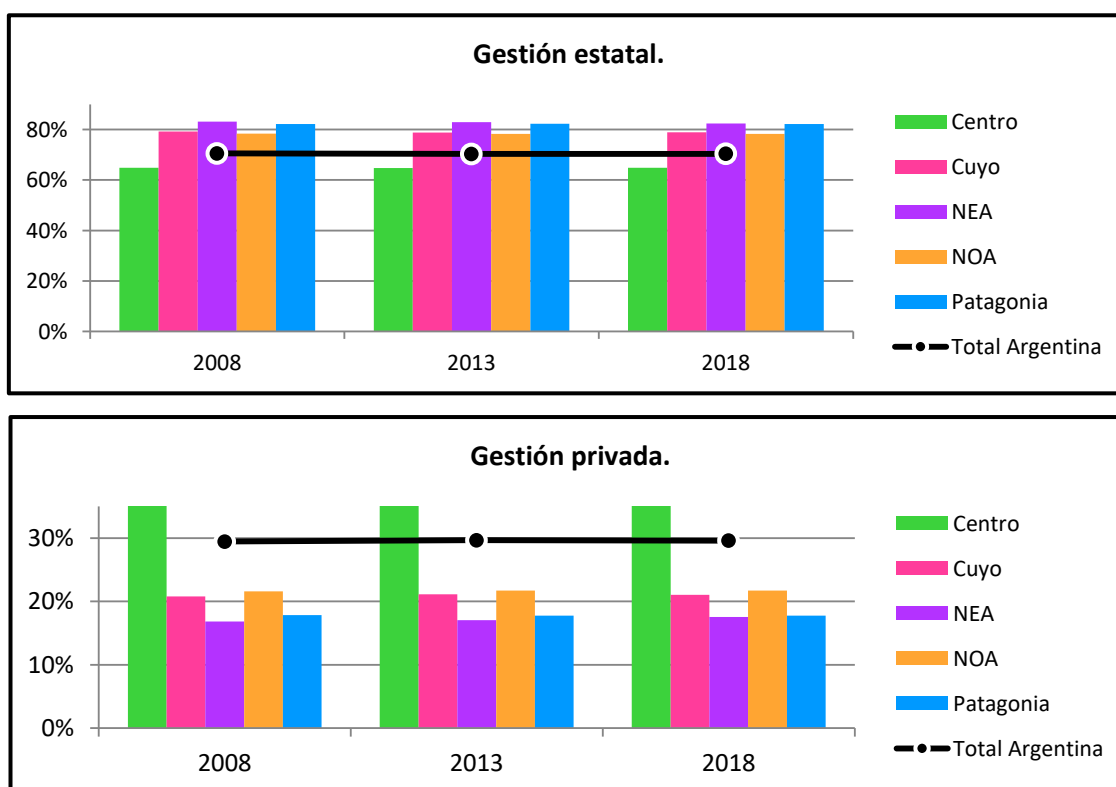 Gestión estatal.
80%
60%
40%
20%
0%
2008
2013
2018
Centro
Cuyo
NEA
NOA
Patagonia
Total Argentina
Gestión privada.
30%
20%
10%
0%
2008
2013
2018
Centro
Cuyo
NEA
NOA
Patagonia
Total Argentina